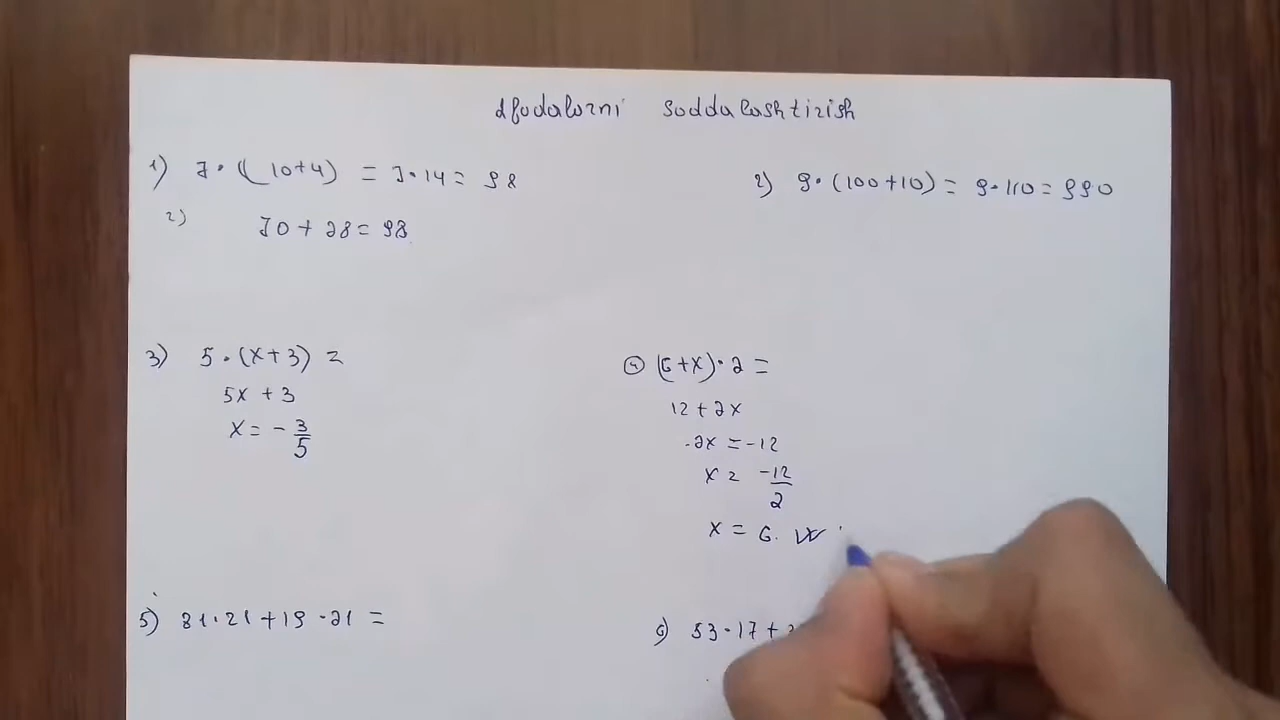 Ifodalarni soddalashtirish
1) 7·(10+4) = 7·14 = 98
2) 9·(100+10) = 9·110 = 990
2) 70 + 28 = 98
3) 5·(x+3) =
5x + 3
x = - 3/5
④ (6+x)·2 =
12 + 2x
-2x = -12
x = -12/2
x = 6.
5) 81·21 + 19·21 =
6) 53·17 +